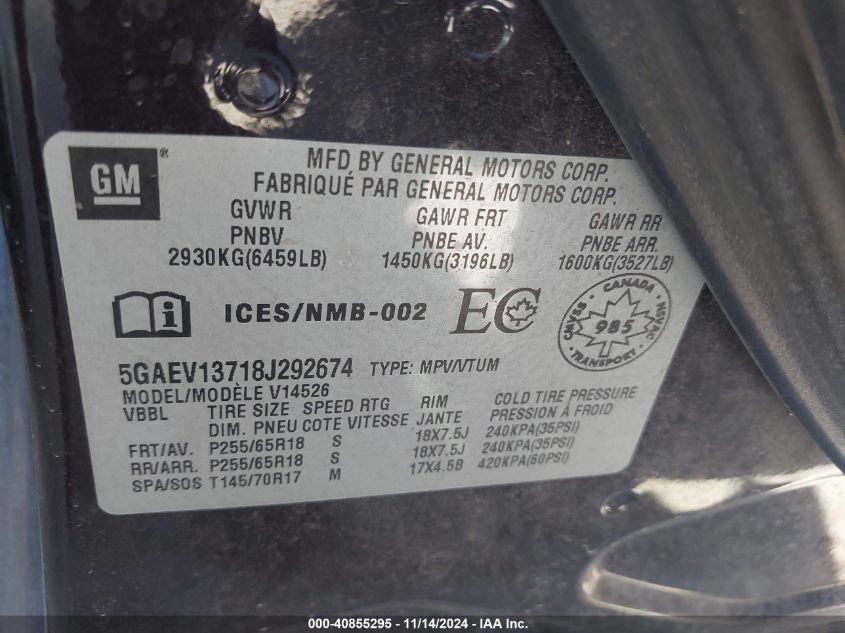 GM®
MFD BY GENERAL MOTORS CORP.
FABRIQUÉ PAR GENERAL MOTORS CORP.
GVWR GAWR FRT GAWR RR
PNBV PNBE AV. PNBE ARR.
2930KG(6459LB) 1450KG(3196LB) 1600KG(3527LB)
i ICES/NMB-002 EC CANADA CMVSS 985 NSVAC TRANSPORT
5GAEV13718J292674 TYPE: MPV/VTUM
MODEL/MODÈLE V14526
VBBL TIRE SIZE SPEED RTG RIM COLD TIRE PRESSURE
DIM. PNEU COTE VITESSE JANTE PRESSION À FROID
FRT/AV. P255/65R18 S 18X7.5J 240KPA(35PSI)
RR/ARR. P255/65R18 S 18X7.5J 240KPA(35PSI)
SPA/SOS T145/70R17 M 17X4.5B 420KPA(60PSI)
000-40855295 - 11/14/2024 - IAA Inc.